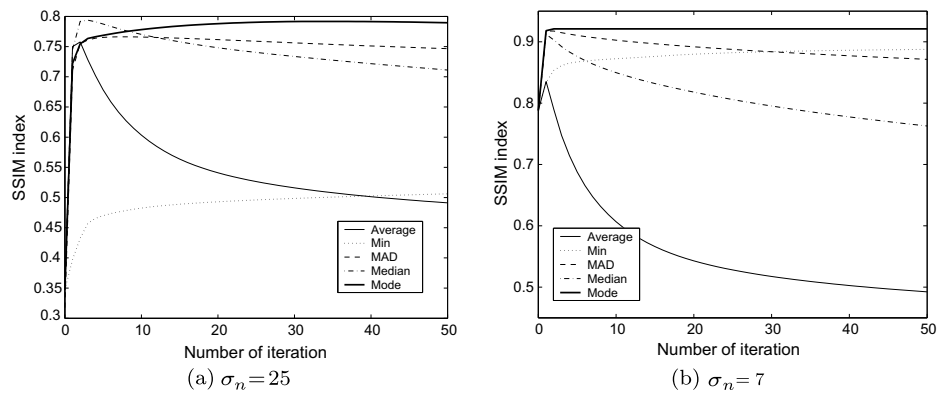 0.8
0.75
0.7
0.65
0.6
0.55
0.5
0.45
0.4
0.35
0.3
SSIM index
0 10 20 30 40 50
Number of iteration
Average
Min
MAD
Median
Mode
(a) σn=25
0.9
0.8
0.7
0.6
0.5
SSIM index
0 10 20 30 40 50
Number of iteration
Average
Min
MAD
Median
Mode
(b) σn= 7